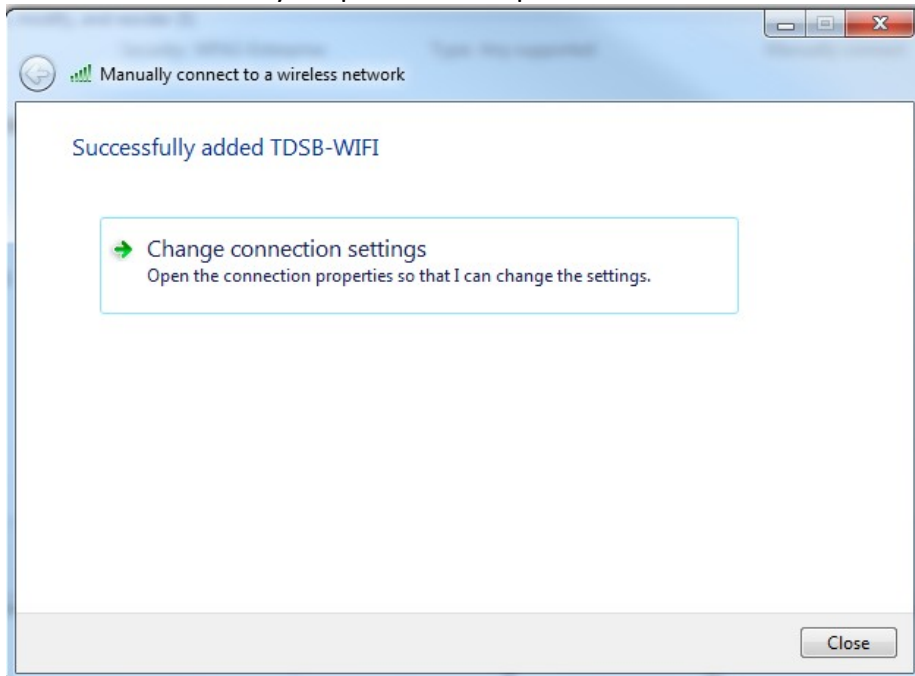 Manually connect to a wireless network
Successfully added TDSB-WIFI
Change connection settings
Open the connection properties so that I can change the settings.
Close